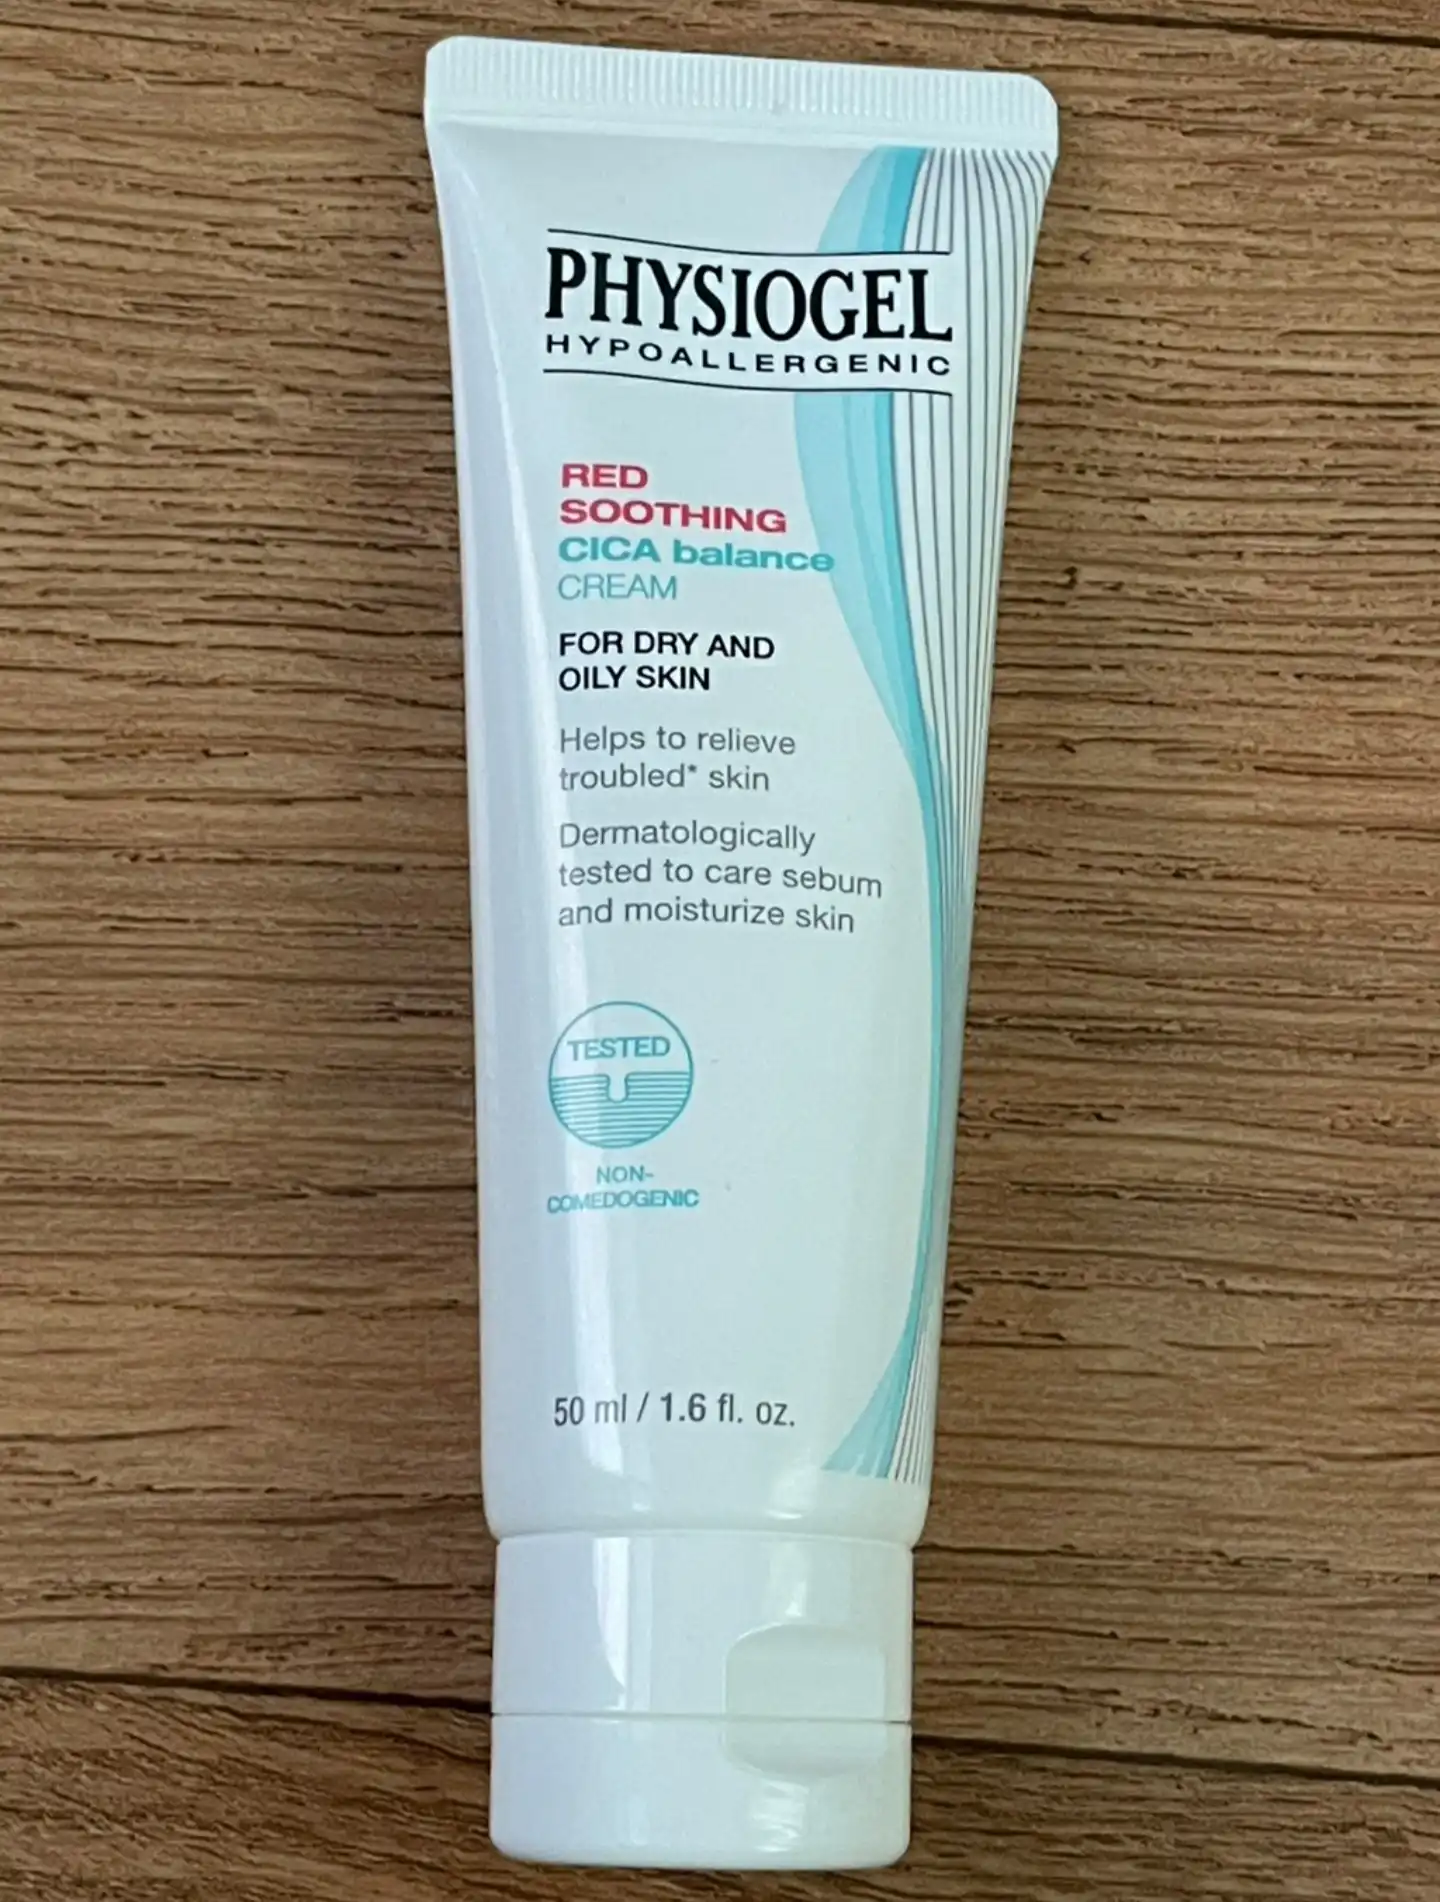 PHYSIOGEL
HYPOALLERGENIC
RED
SOOTHING
CICA balance
CREAM
FOR DRY AND
OILY SKIN
Helps to relieve
troubled* skin
Dermatologically
tested to care sebum
and moisturize skin
TESTED
NON-
COMEDOGENIC
50 ml / 1.6 fl. oz.